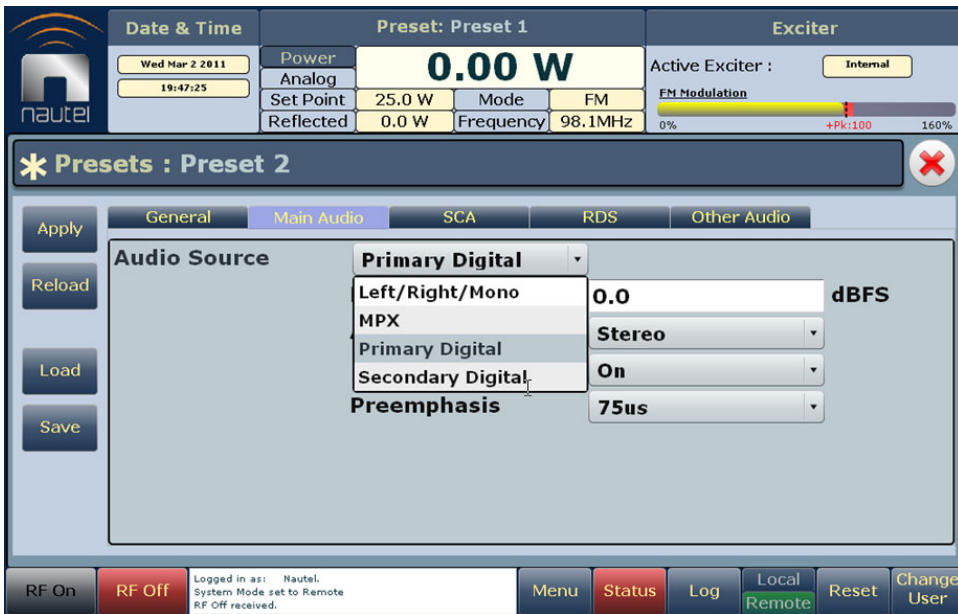 Date & Time
Preset: Preset 1
Exciter
Wed Mar 2 2011
19:47:25
Power
Analog
0.00 W
Set Point 25.0 W Mode FM
Reflected 0.0 W Frequency 98.1MHz
Active Exciter : Internal
FM Modulation
0% +Pk:100 160%
nautel
Presets : Preset 2
Apply
Reload
Load
Save
General Main Audio SCA RDS Other Audio
Audio Source Primary Digital
Left/Right/Mono
MPX
Primary Digital
Secondary Digital
0.0 dBFS
Stereo
On
Preemphasis 75us
RF On RF Off
Logged in as: Nautel.
System Mode set to Remote
RF Off received.
Menu Status Log
Local
Remote
Reset
Change
User